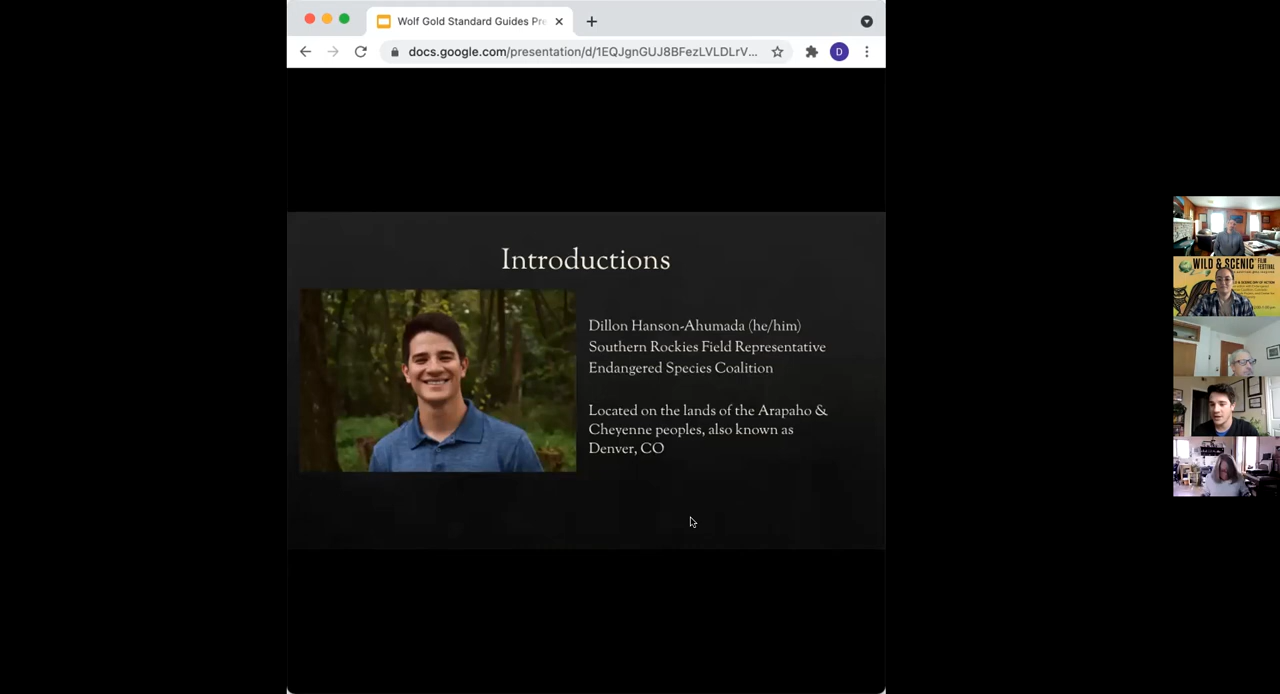 Wolf Gold Standard Guides Pre
docs.google.com/presentation/d/1EQJgnGUJ8BFezLVLDLrV...
D
Introductions
Dillon Hanson-Ahumada (he/him)
Southern Rockies Field Representative
Endangered Species Coalition
Located on the lands of the Arapaho &
Cheyenne peoples, also known as
Denver, CO
WILD & SCENIC FILM
FESTIVAL